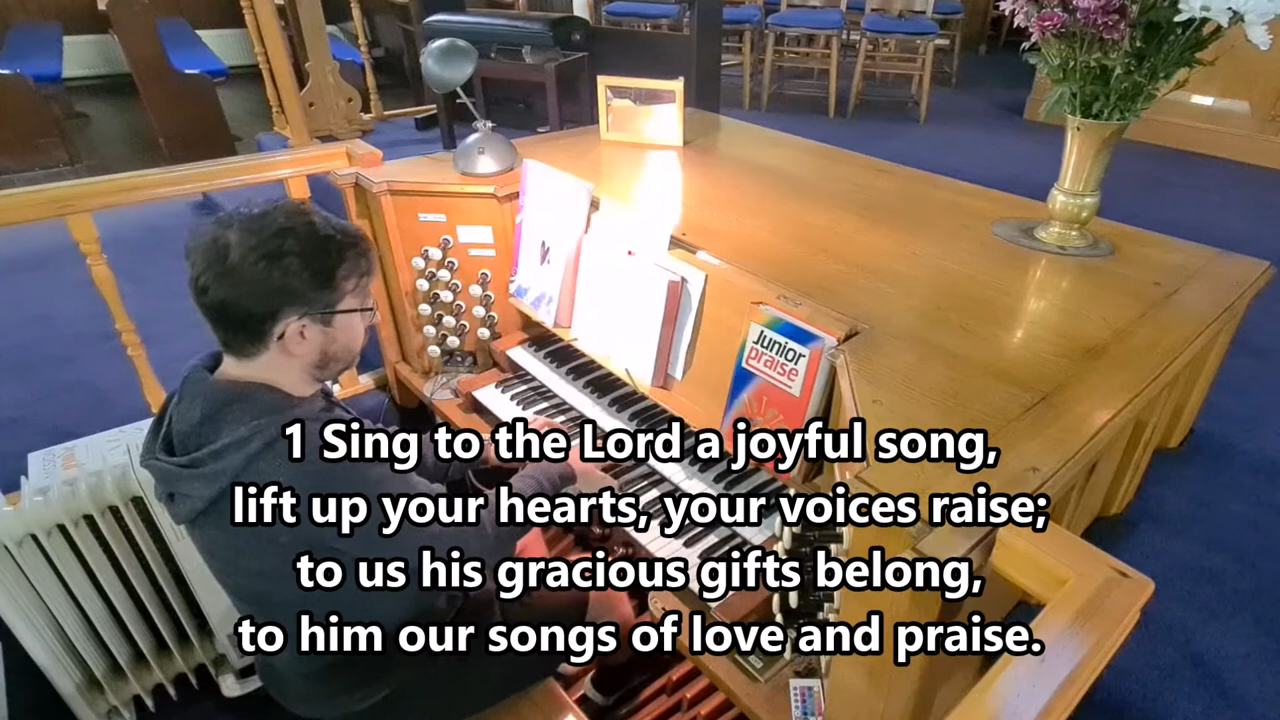 Junior
praise
1 Sing to the Lord a joyful song,
lift up your hearts, your voices raise;
to us his gracious gifts belong,
to him our songs of love and praise.